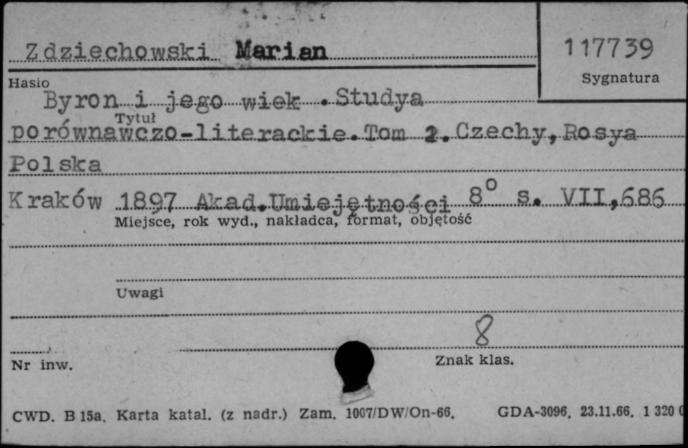 Zdziechowski Marian
117739
Hasło
Sygnatura
Byron i jego wiek. Studya
Tytuł
porównawczo-literackie. Tom 2. Czechy, Rosya
Polska
Kraków 1897 Akad. Umiejętności 8° s. VII, 686
Miejsce, rok wyd., nakładca, format, objętość
Uwagi
8
Nr inw.
Znak klas.
CWD. B 15a. Karta katal. (z nadr.) Zam. 1007/DW/On-66. GDA-3096. 23.11.66. 1 320 0